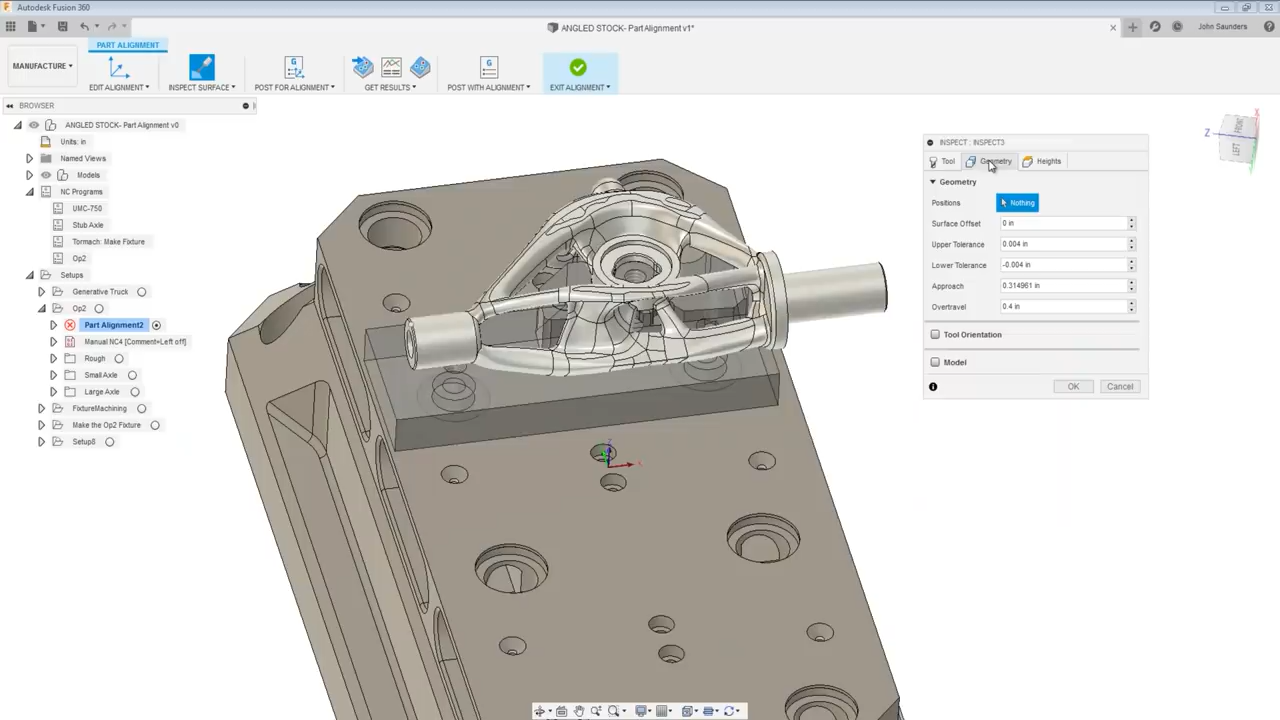 Autodesk Fusion 360
ANGLED STOCK- Part Alignment v1*
John Saunders
PART ALIGNMENT
MANUFACTURE
EDIT ALIGNMENT
INSPECT SURFACE
POST FOR ALIGNMENT
GET RESULTS
POST WITH ALIGNMENT
EXIT ALIGNMENT
BROWSER
ANGLED STOCK- Part Alignment v0
Units: in
Named Views
Models
NC Programs
UMC-750
Stub Axle
Tormach: Make Fixture
Op2
Setups
Generative Truck
Op2
Part Alignment2
Manual NC4 [Comment+Left off]
Rough
Small Axle
Large Axle
FixtureMachining
Make the Op2 Fixture
Setup8
Z
X
FRONT
LEFT
INSPECT : INSPECT3
Tool
Geometry
Heights
Geometry
Positions
Nothing
Surface Offset
0 in
Upper Tolerance
0.004 in
Lower Tolerance
-0.004 in
Approach
0.314961 in
Overtravel
0.4 in
Tool Orientation
Model
OK
Cancel